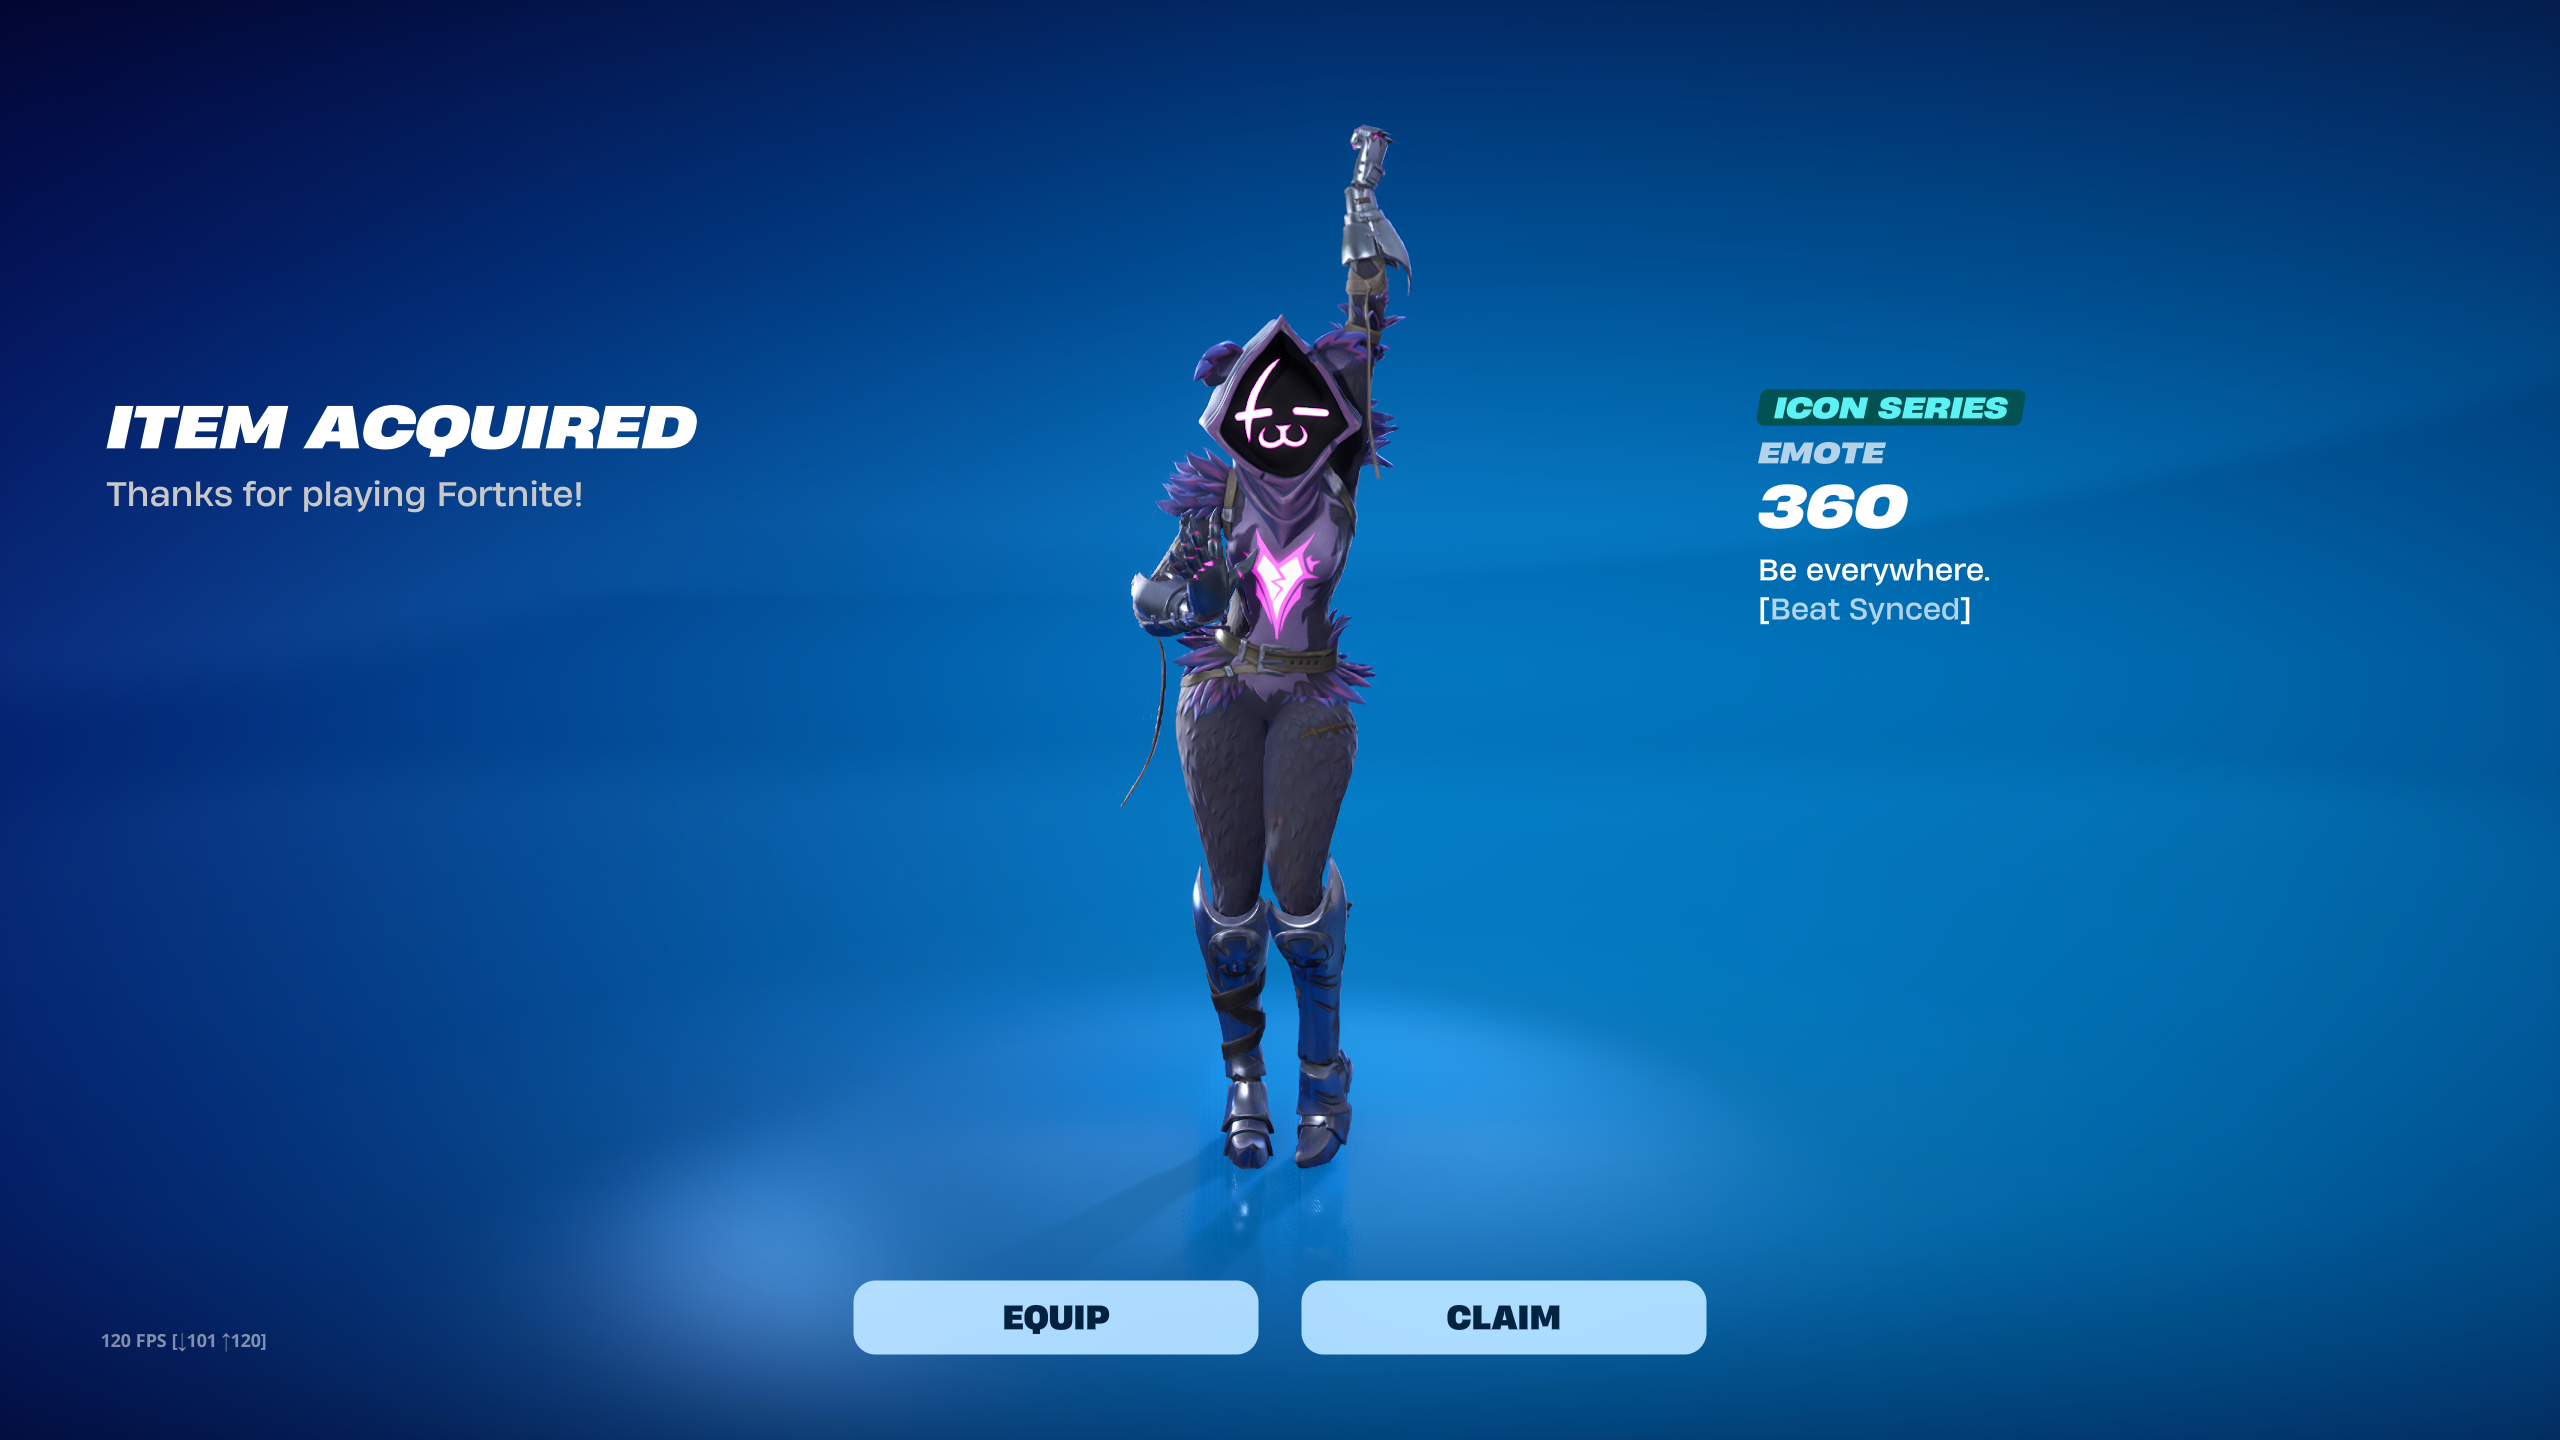 ITEM ACQUIRED
Thanks for playing Fortnite!
ICON SERIES
EMOTE
360
Be everywhere.
[Beat Synced]
EQUIP
CLAIM
120 FPS [↓101 ↑120]